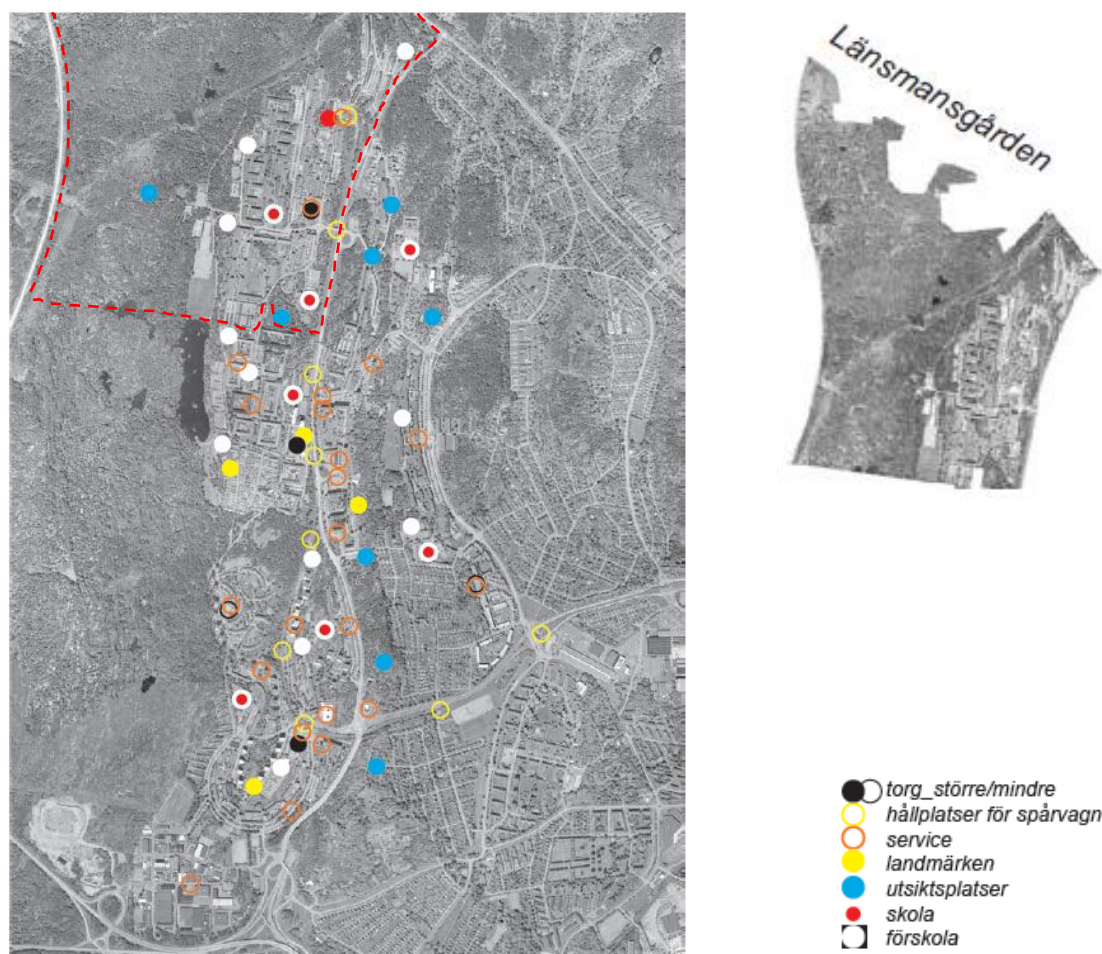 Länsmansgården
torg_större/mindre
hållplatser för spårvagn
service
landmärken
utsiktsplatser
skola
förskola